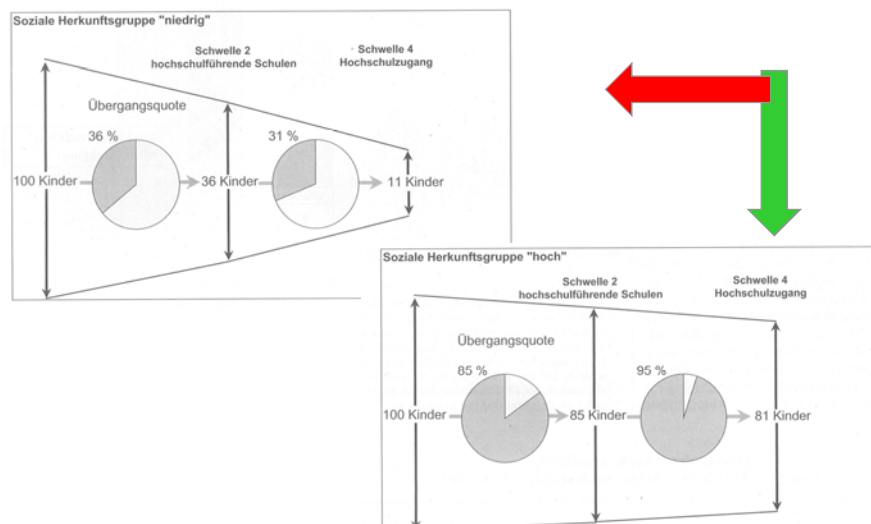 Soziale Herkunftsgruppe "niedrig"
Schwelle 2
hochschulführende Schulen
Schwelle 4
Hochschulzugang
Übergangsquote
36 %
31 %
100 Kinder
36 Kinder
11 Kinder
Soziale Herkunftsgruppe "hoch"
Schwelle 2
hochschulführende Schulen
Schwelle 4
Hochschulzugang
Übergangsquote
85 %
95 %
100 Kinder
85 Kinder
81 Kinder